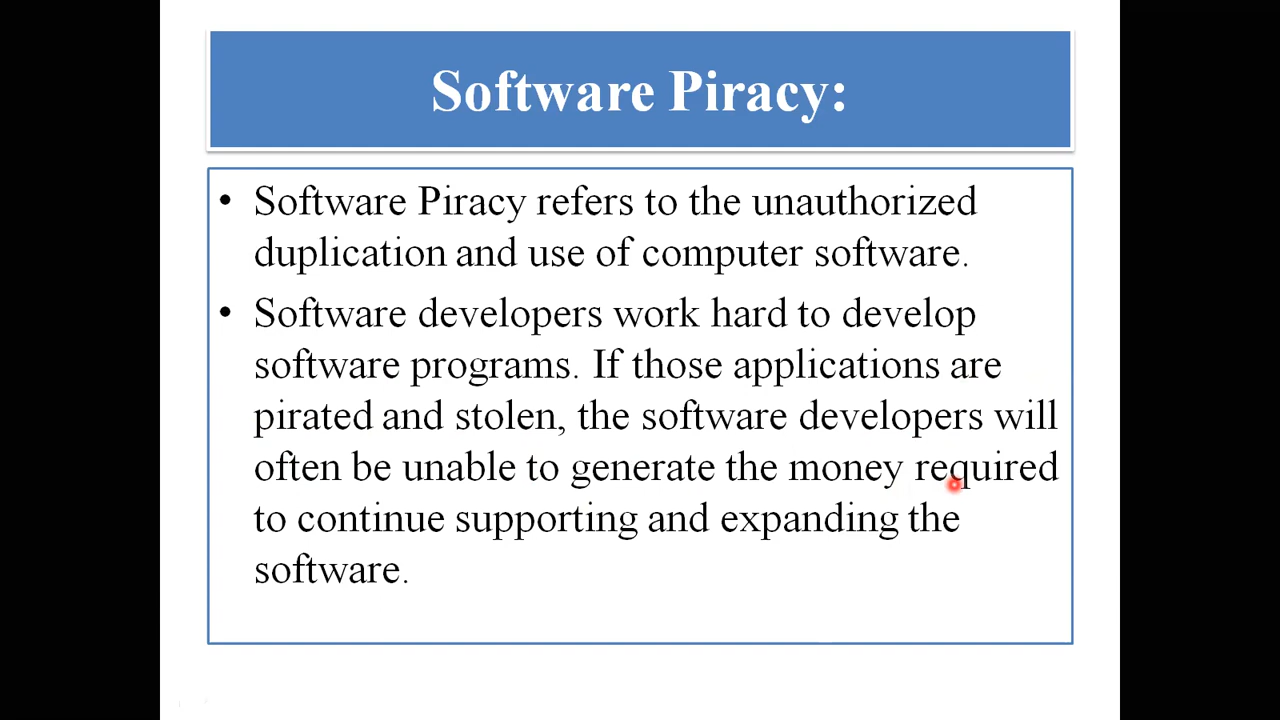 Software Piracy:
• Software Piracy refers to the unauthorized
duplication and use of computer software.
• Software developers work hard to develop
software programs. If those applications are
pirated and stolen, the software developers will
often be unable to generate the money required
to continue supporting and expanding the
software.